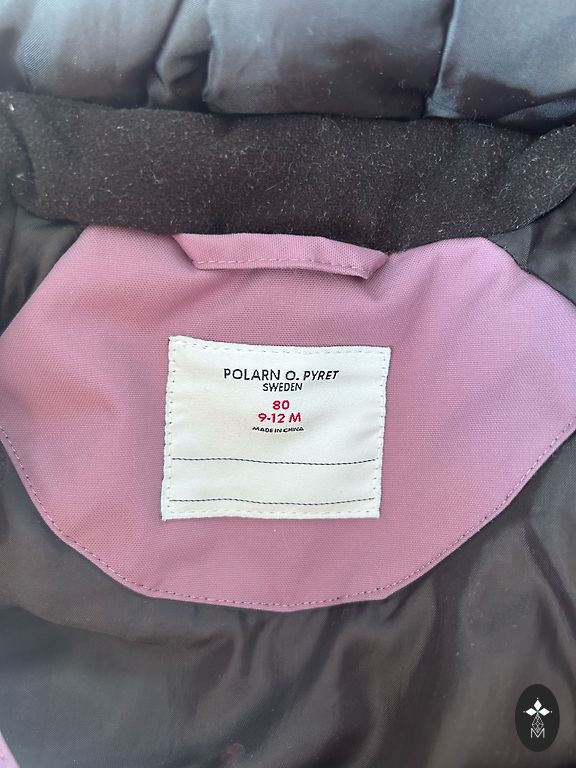 POLARN O. PYRET
SWEDEN
80
9-12 M
MADE IN CHINA
M